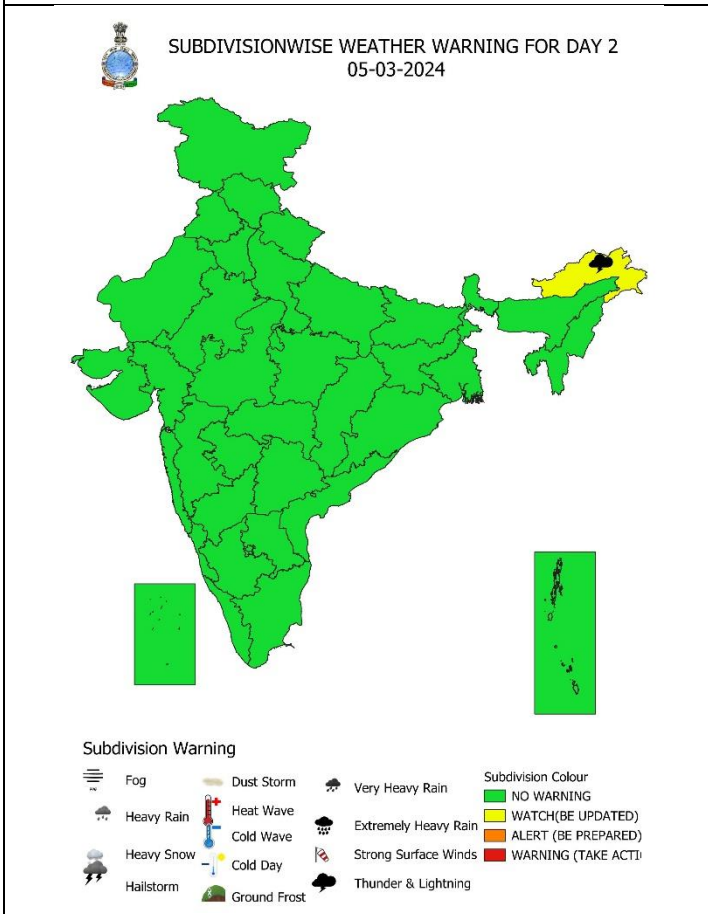 SUBDIVISIONWISE WEATHER WARNING FOR DAY 2
05-03-2024
Subdivision Warning
Fog
Heavy Rain
Heavy Snow
Hailstorm
Dust Storm
Heat Wave
Cold Wave
Cold Day
Ground Frost
Very Heavy Rain
Extremely Heavy Rain
Strong Surface Winds
Thunder & Lightning
Subdivision Colour
NO WARNING
WATCH(BE UPDATED)
ALERT (BE PREPARED)
WARNING (TAKE ACTI